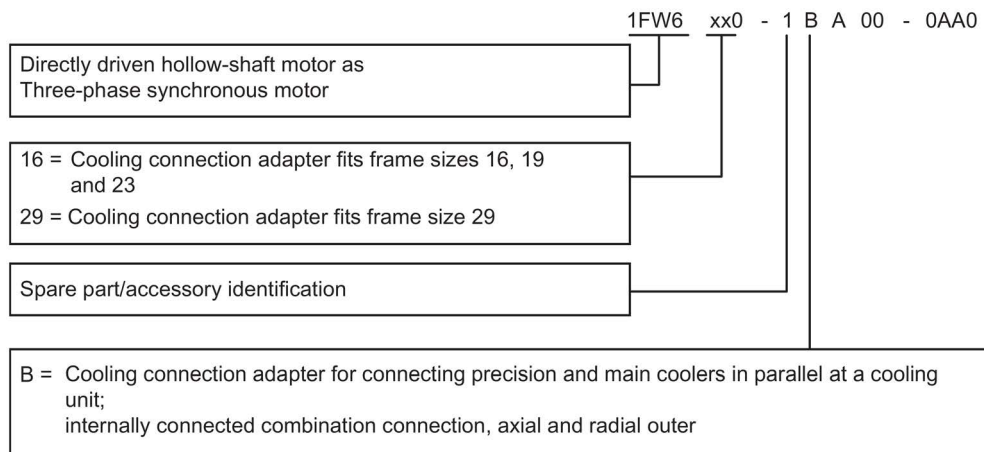 1FW6 xx0 - 1 B A 00 - 0AA0
Directly driven hollow-shaft motor as
Three-phase synchronous motor
16 = Cooling connection adapter fits frame sizes 16, 19
and 23
29 = Cooling connection adapter fits frame size 29
Spare part/accessory identification
B = Cooling connection adapter for connecting precision and main coolers in parallel at a cooling
unit;
internally connected combination connection, axial and radial outer